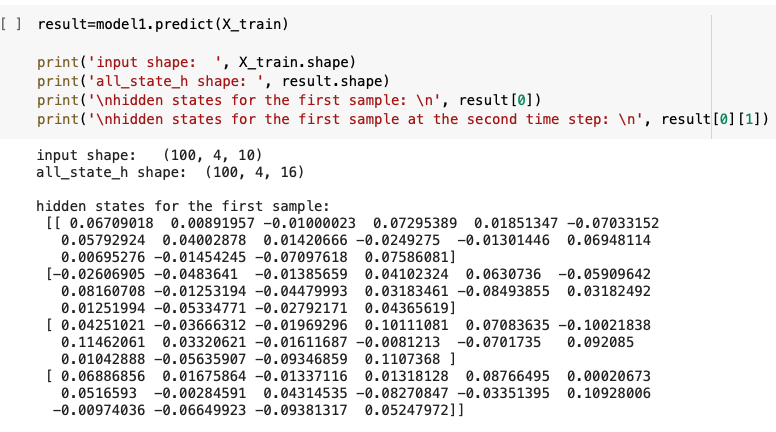 [ ] result=model1.predict(X_train)
print('input shape:  ', X_train.shape)
print('all_state_h shape: ', result.shape)
print('\nhidden states for the first sample: \n', result[0])
print('\nhidden states for the first sample at the second time step: \n', result[0][1])
input shape:   (100, 4, 10)
all_state_h shape:  (100, 4, 16)
hidden states for the first sample:
[[ 0.06709018  0.00891957 -0.01000023  0.07295389  0.01851347 -0.07033152
0.05792924  0.04002878  0.01420666 -0.0249275  -0.01301446  0.06948114
0.00695276 -0.01454245 -0.07097618  0.07586081]
[-0.02606905 -0.0483641  -0.01385659  0.04102324  0.0630736  -0.05909642
0.08160708 -0.01253194 -0.04479993  0.03183461 -0.08493855  0.03182492
0.01251994 -0.05334771 -0.02792171  0.04365619]
[ 0.04251021 -0.03666312 -0.01969296  0.10111081  0.07083635 -0.10021838
0.11462061  0.03320621 -0.01611687 -0.0081213  -0.0701735   0.092085
0.01042888 -0.05635907 -0.09346859  0.1107368 ]
[ 0.06886856  0.01675864 -0.01337116  0.01318128  0.08766495  0.00020673
0.0516593  -0.00284591  0.04314535 -0.08270847 -0.03351395  0.10928006
-0.00974036 -0.06649923 -0.09381317  0.05247972]]